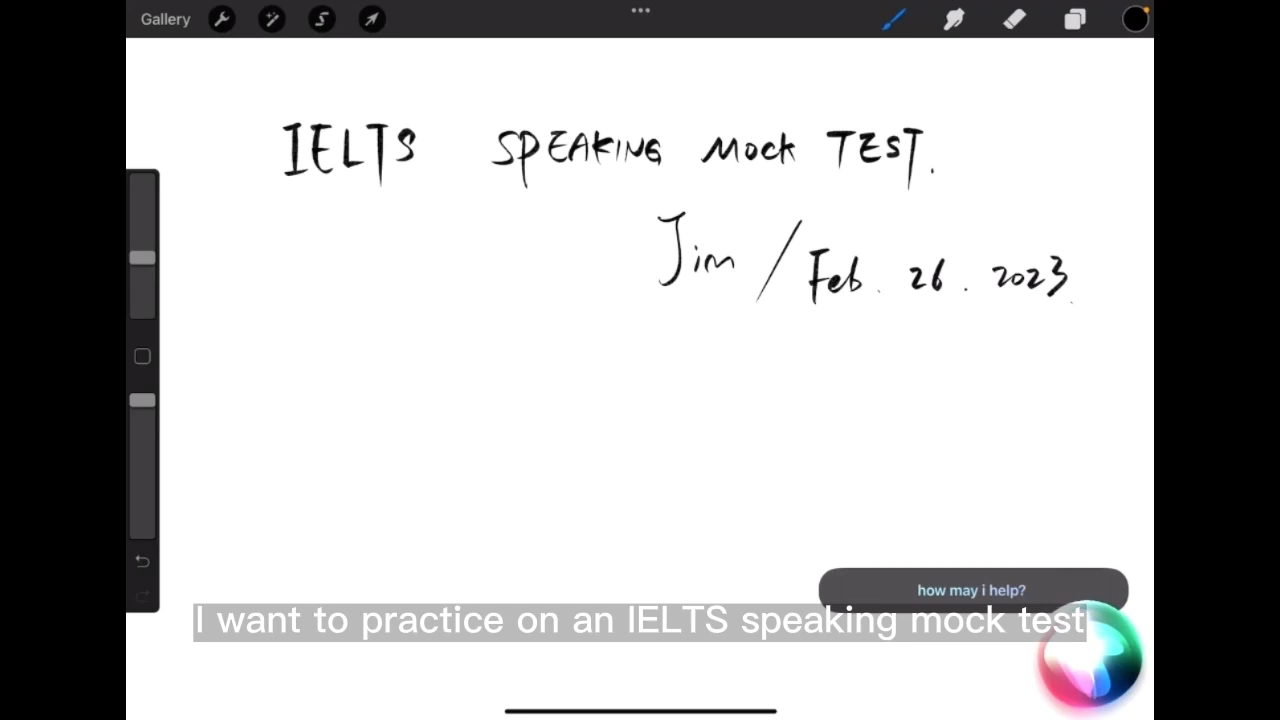 Gallery
IELTS SPEAKING MOCK TEST.
Jim / Feb. 26. 2023.
how may i help?
I want to practice on an IELTS speaking mock test